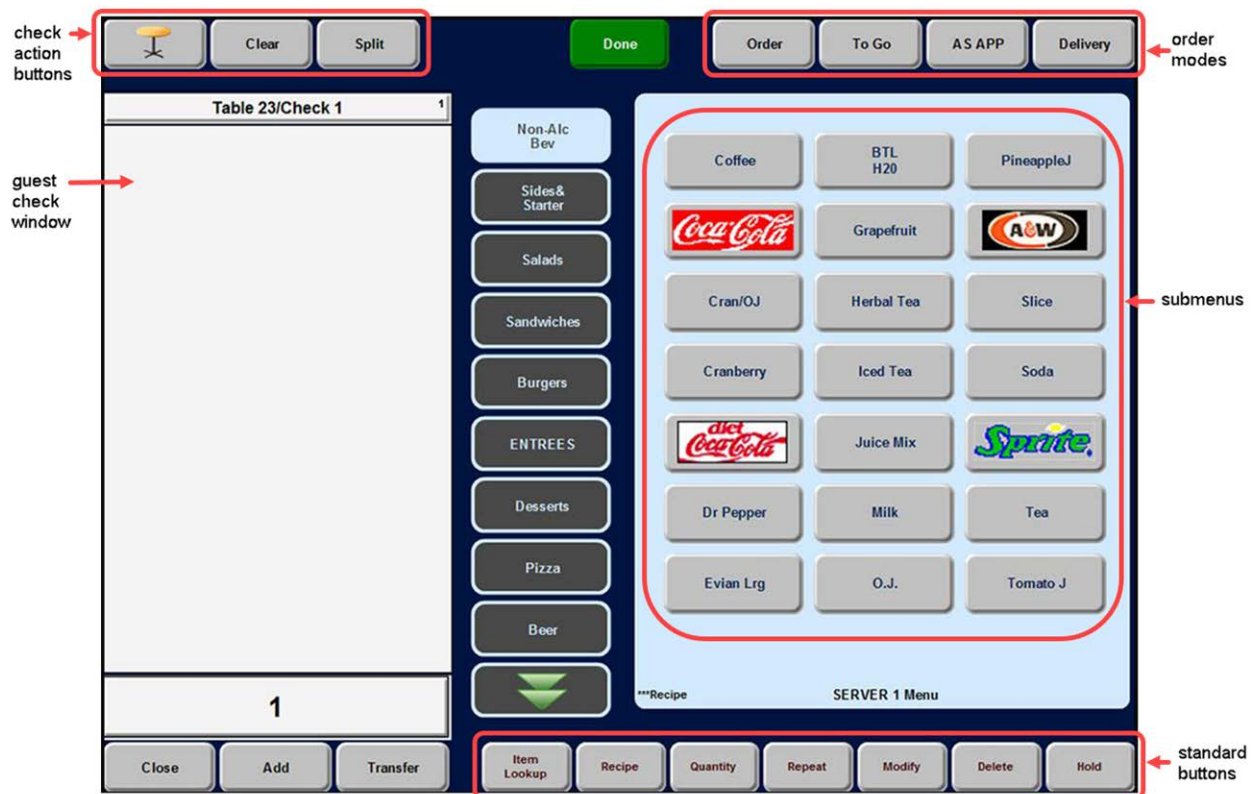 check
action
buttons
Clear
Split
Done
Order
To Go
AS APP
Delivery
order
modes
Table 23/Check 1
1
guest
check
window
Non-Alc
Bev
Sides&
Starter
Salads
Sandwiches
Burgers
ENTREES
Desserts
Pizza
Beer
Coffee
BTL
H20
PineappleJ
Coca-Cola
Grapefruit
A&W
Cran/OJ
Herbal Tea
Slice
Cranberry
Iced Tea
Soda
diet
Coca-Cola
Juice Mix
Sprite
Dr Pepper
Milk
Tea
Evian Lrg
O.J.
Tomato J
submenus
***Recipe
SERVER 1 Menu
1
Close
Add
Transfer
Item
Lookup
Recipe
Quantity
Repeat
Modify
Delete
Hold
standard
buttons